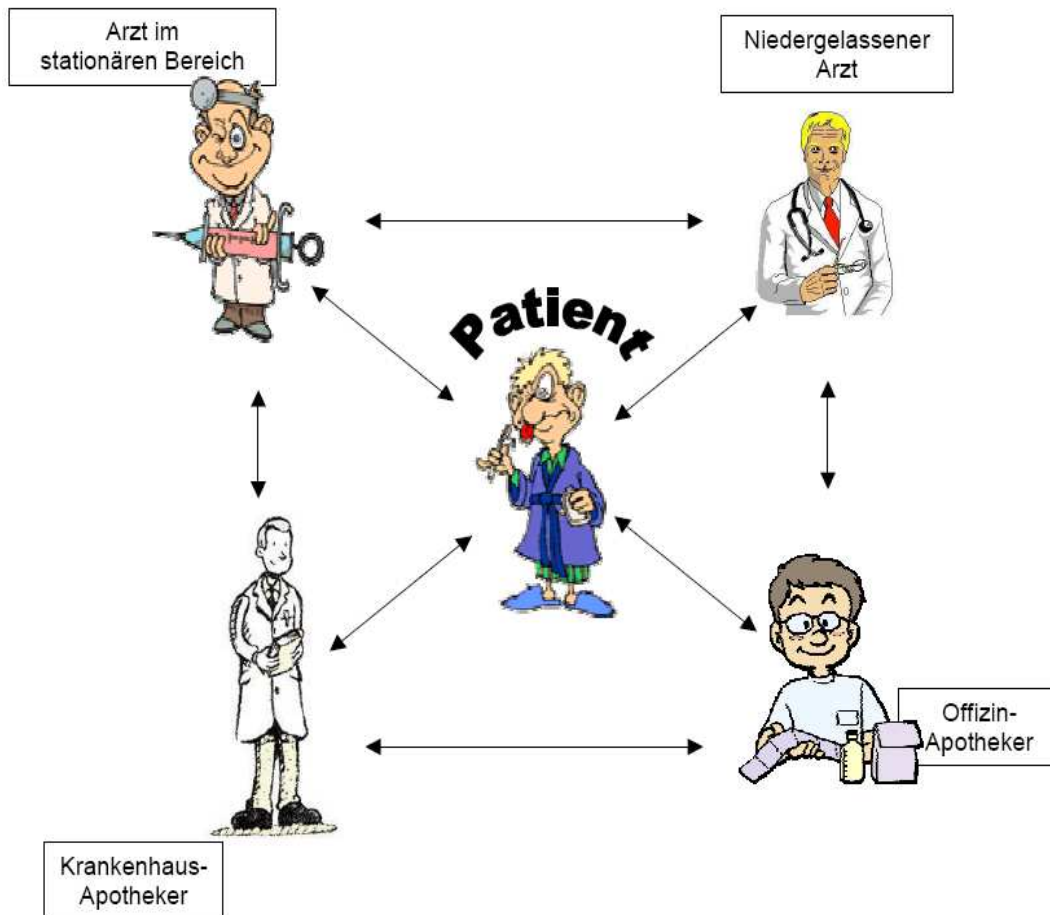 Arzt im
stationären Bereich
Niedergelassener
Arzt
Patient
Offizin-
Apotheker
Krankenhaus-
Apotheker